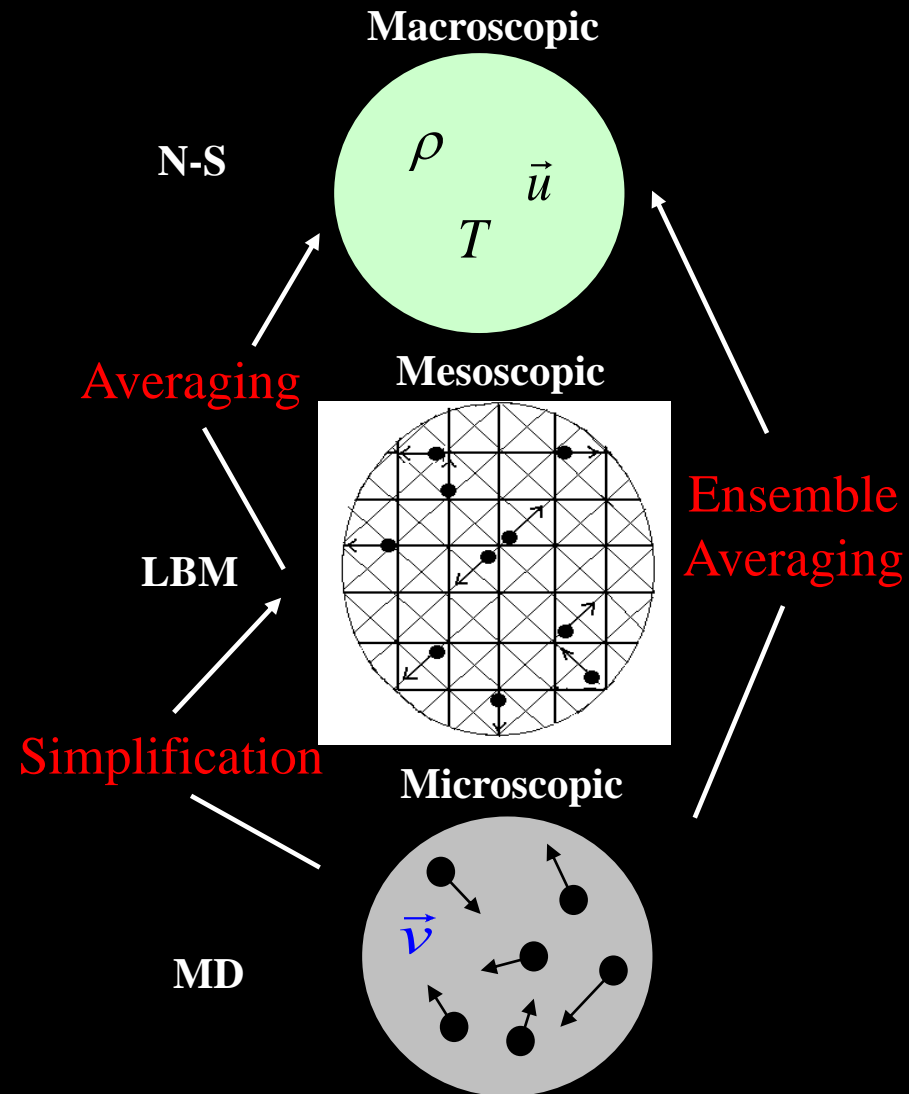 Macroscopic
N-S
ρ
u⃗
T
Averaging
Mesoscopic
Ensemble
Averaging
LBM
Simplification
Microscopic
v⃗
MD